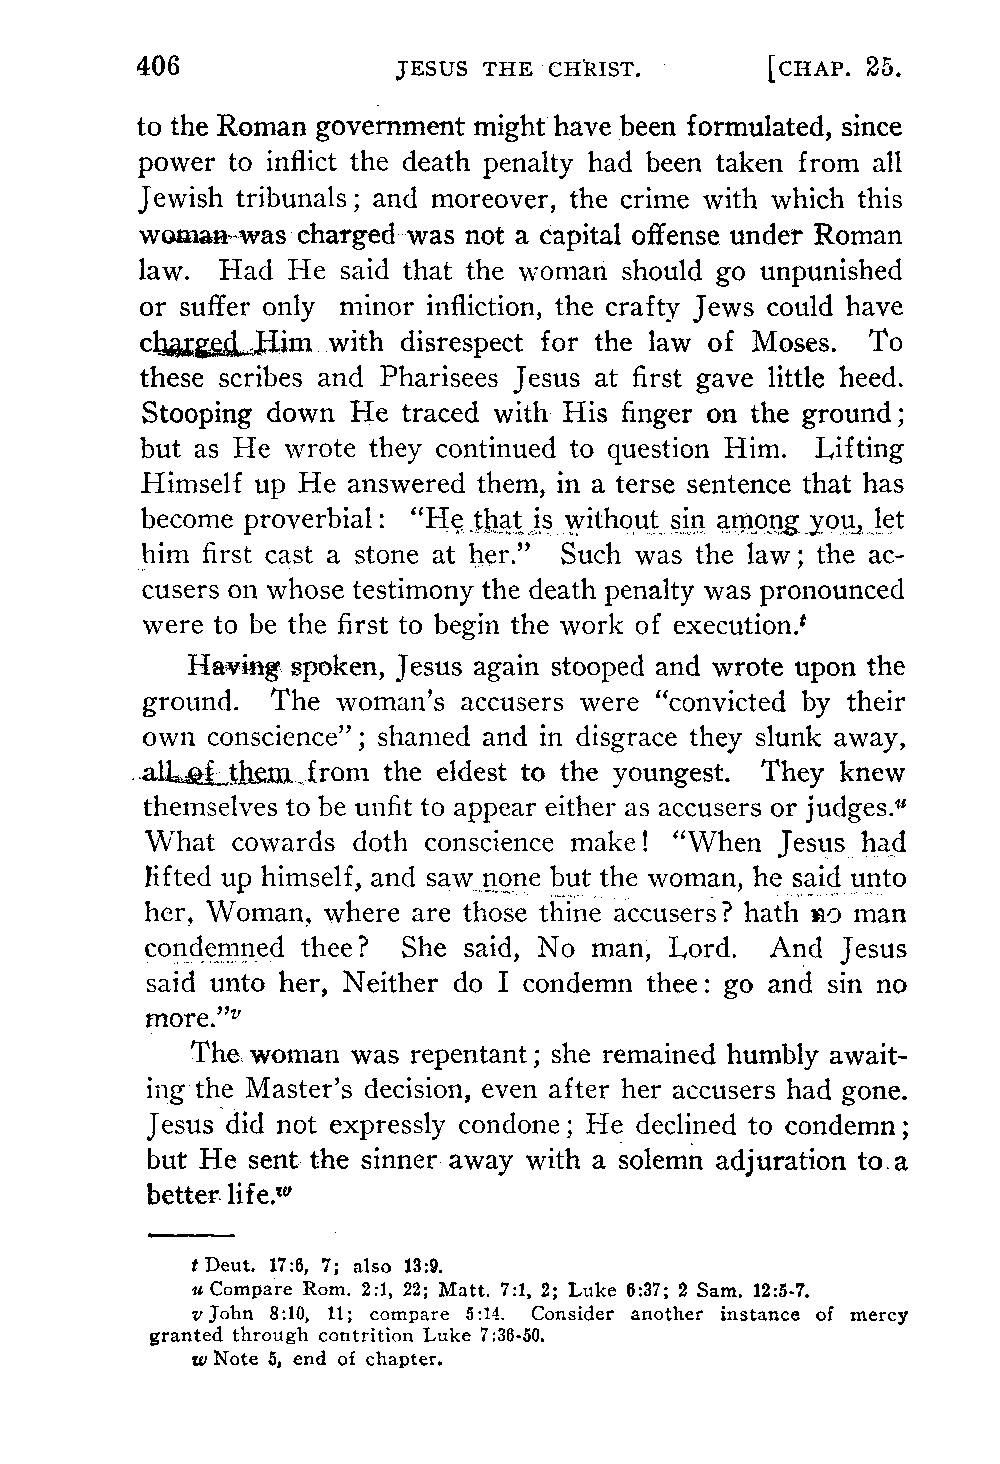 406 JESUS THE CHRIST. [CHAP. 25.
to the Roman government might have been formulated, since
power to inflict the death penalty had been taken from all
Jewish tribunals; and moreover, the crime with which this
woman was charged was not a capital offense under Roman
law. Had He said that the woman should go unpunished
or suffer only minor infliction, the crafty Jews could have
charged Him with disrespect for the law of Moses. To
these scribes and Pharisees Jesus at first gave little heed.
Stooping down He traced with His finger on the ground;
but as He wrote they continued to question Him. Lifting
Himself up He answered them, in a terse sentence that has
become proverbial: "He that is without sin among you, let
him first cast a stone at her." Such was the law; the ac-
cusers on whose testimony the death penalty was pronounced
were to be the first to begin the work of execution.t
Having spoken, Jesus again stooped and wrote upon the
ground. The woman's accusers were "convicted by their
own conscience"; shamed and in disgrace they slunk away,
all of them from the eldest to the youngest. They knew
themselves to be unfit to appear either as accusers or judges.u
What cowards doth conscience make! "When Jesus had
lifted up himself, and saw none but the woman, he said unto
her, Woman, where are those thine accusers? hath no man
condemned thee? She said, No man, Lord. And Jesus
said unto her, Neither do I condemn thee: go and sin no
more."v
The woman was repentant; she remained humbly await-
ing the Master's decision, even after her accusers had gone.
Jesus did not expressly condone; He declined to condemn;
but He sent the sinner away with a solemn adjuration to a
better life.w
t Deut. 17:6, 7; also 13:9.
u Compare Rom. 2:1, 22; Matt. 7:1, 2; Luke 6:37; 2 Sam. 12:5-7.
v John 8:10, 11; compare 5:14. Consider another instance of mercy
granted through contrition Luke 7:36-50.
w Note 5, end of chapter.